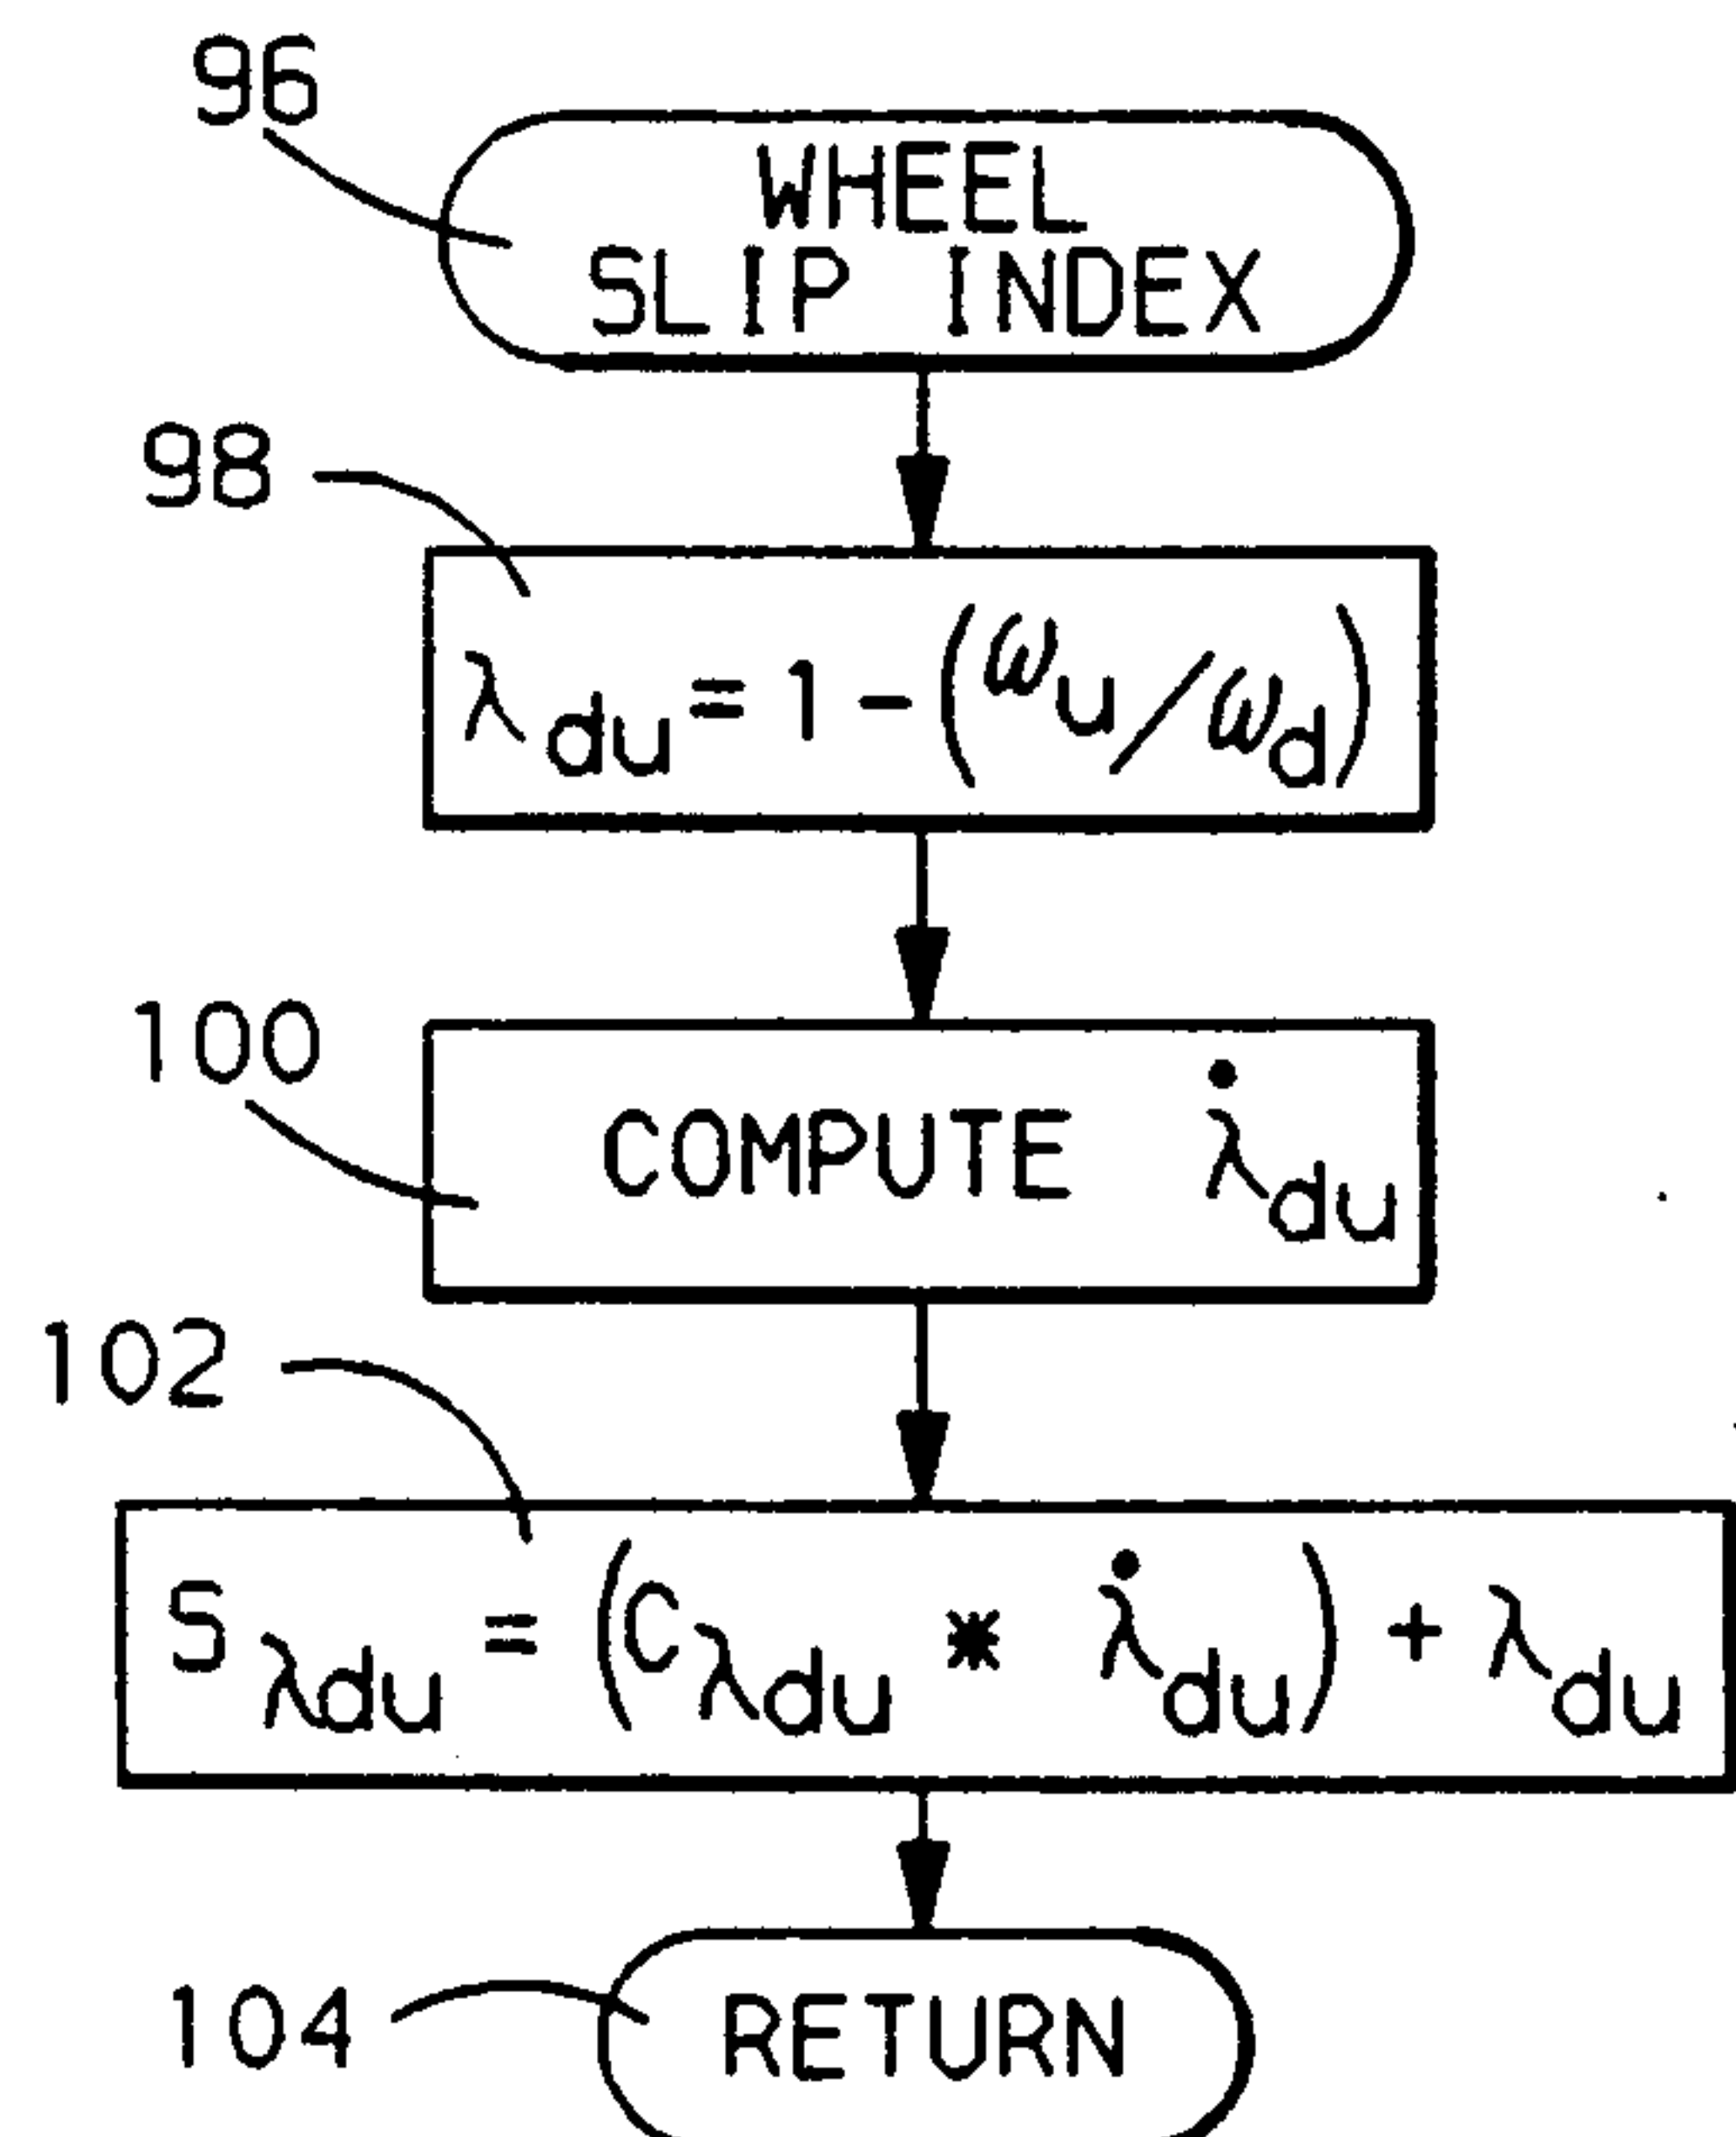 96
WHEEL
SLIP INDEX
98
λdu = 1 - (ωu/ωd)
100
COMPUTE λ̇du
102
Sλdu = (Cλdu * λ̇du) + λdu
104
RETURN